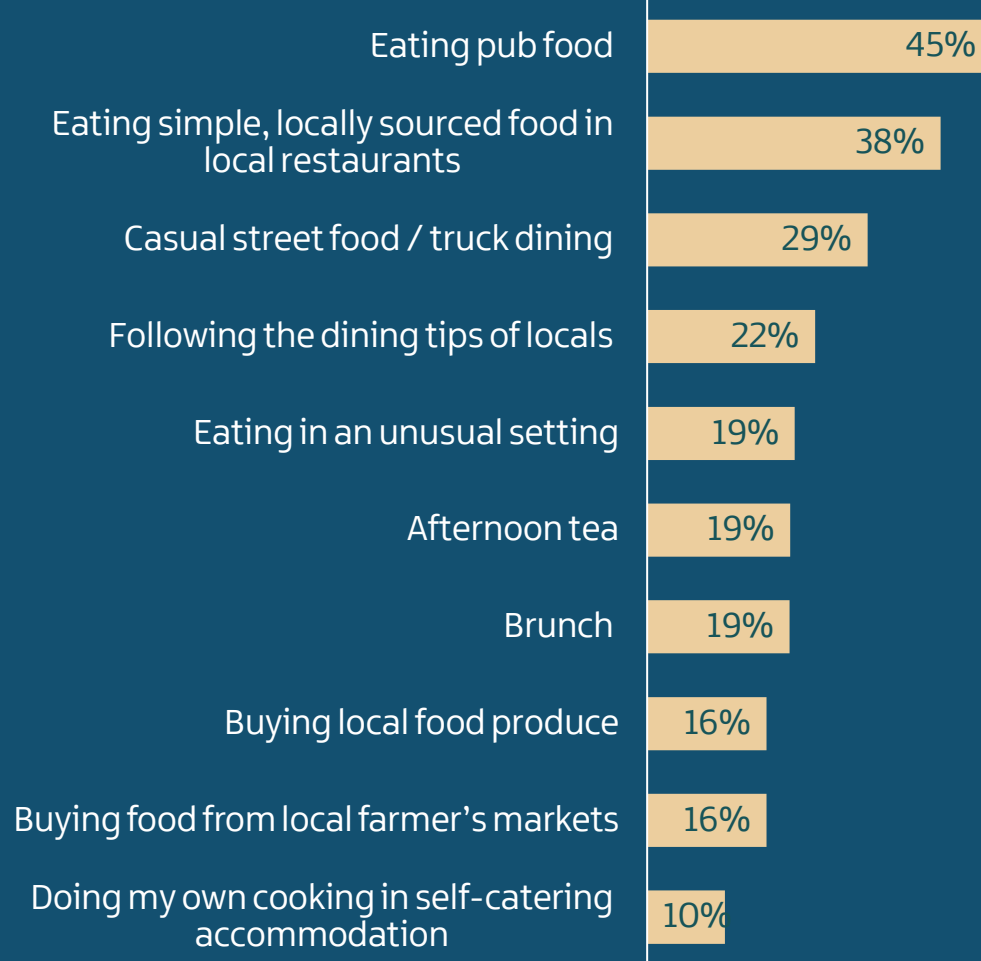 Eating pub food 45%
Eating simple, locally sourced food in
local restaurants 38%
Casual street food / truck dining 29%
Following the dining tips of locals 22%
Eating in an unusual setting 19%
Afternoon tea 19%
Brunch 19%
Buying local food produce 16%
Buying food from local farmer’s markets 16%
Doing my own cooking in self-catering
accommodation 10%